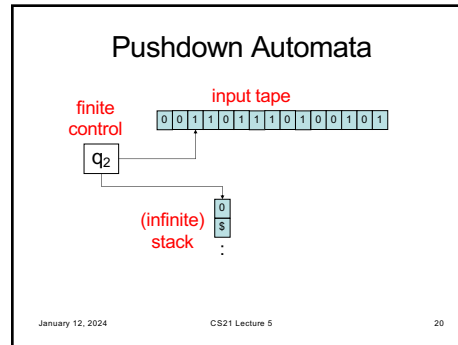 Pushdown Automata
input tape
finite
control
0 0 1 1 0 1 1 1 0 1 0 0 1 0 1
q₂
(infinite)
stack
0
$
:
January 12, 2024 CS21 Lecture 5 20